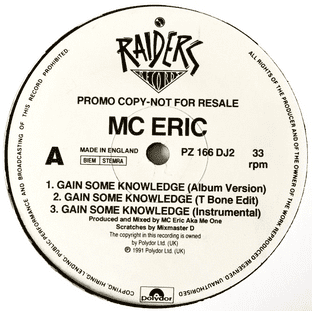 RAIDERS
RECORDS
PROMO COPY-NOT FOR RESALE
MC ERIC
A
MADE IN ENGLAND
BIEM STEMRA
PZ 166 DJ2
33
rpm
1. GAIN SOME KNOWLEDGE (Album Version)
2. GAIN SOME KNOWLEDGE (T Bone Edit)
3. GAIN SOME KNOWLEDGE (Instrumental)
Produced and Mixed by MC Eric Aka Me One
Scratches by Mixmaster D
The copyright in this recording is owned
by Polydor Ltd. (UK)
℗ 1991 Polydor Ltd. (UK)
polydor
ALL RIGHTS OF THE PRODUCER AND OF THE OWNER OF THE WORK REPRODUCED RESERVED UNAUTHORISED COPYING, HIRING, LENDING, PUBLIC PERFORMANCE AND BROADCASTING OF THIS RECORD PROHIBITED.